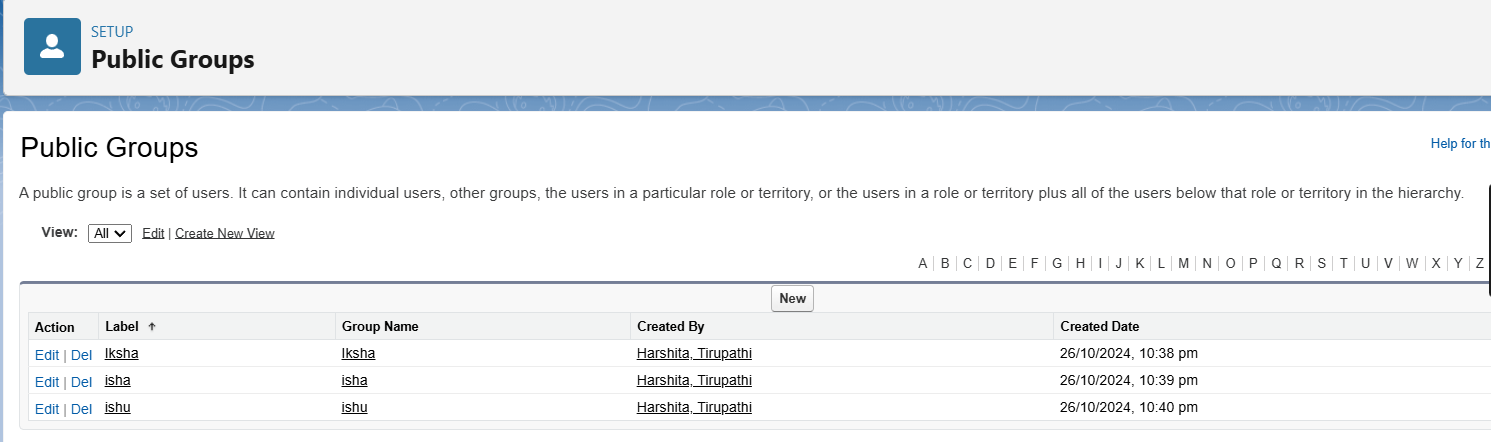 SETUP
Public Groups
Public Groups
Help for th
A public group is a set of users. It can contain individual users, other groups, the users in a particular role or territory, or the users in a role or territory plus all of the users below that role or territory in the hierarchy.
View: All Edit | Create New View
A | B | C | D | E | F | G | H | I | J | K | L | M | N | O | P | Q | R | S | T | U | V | W | X | Y | Z
New
Action Label ↑ Group Name Created By Created Date
Edit | Del Iksha Iksha Harshita, Tirupathi 26/10/2024, 10:38 pm
Edit | Del isha isha Harshita, Tirupathi 26/10/2024, 10:39 pm
Edit | Del ishu ishu Harshita, Tirupathi 26/10/2024, 10:40 pm